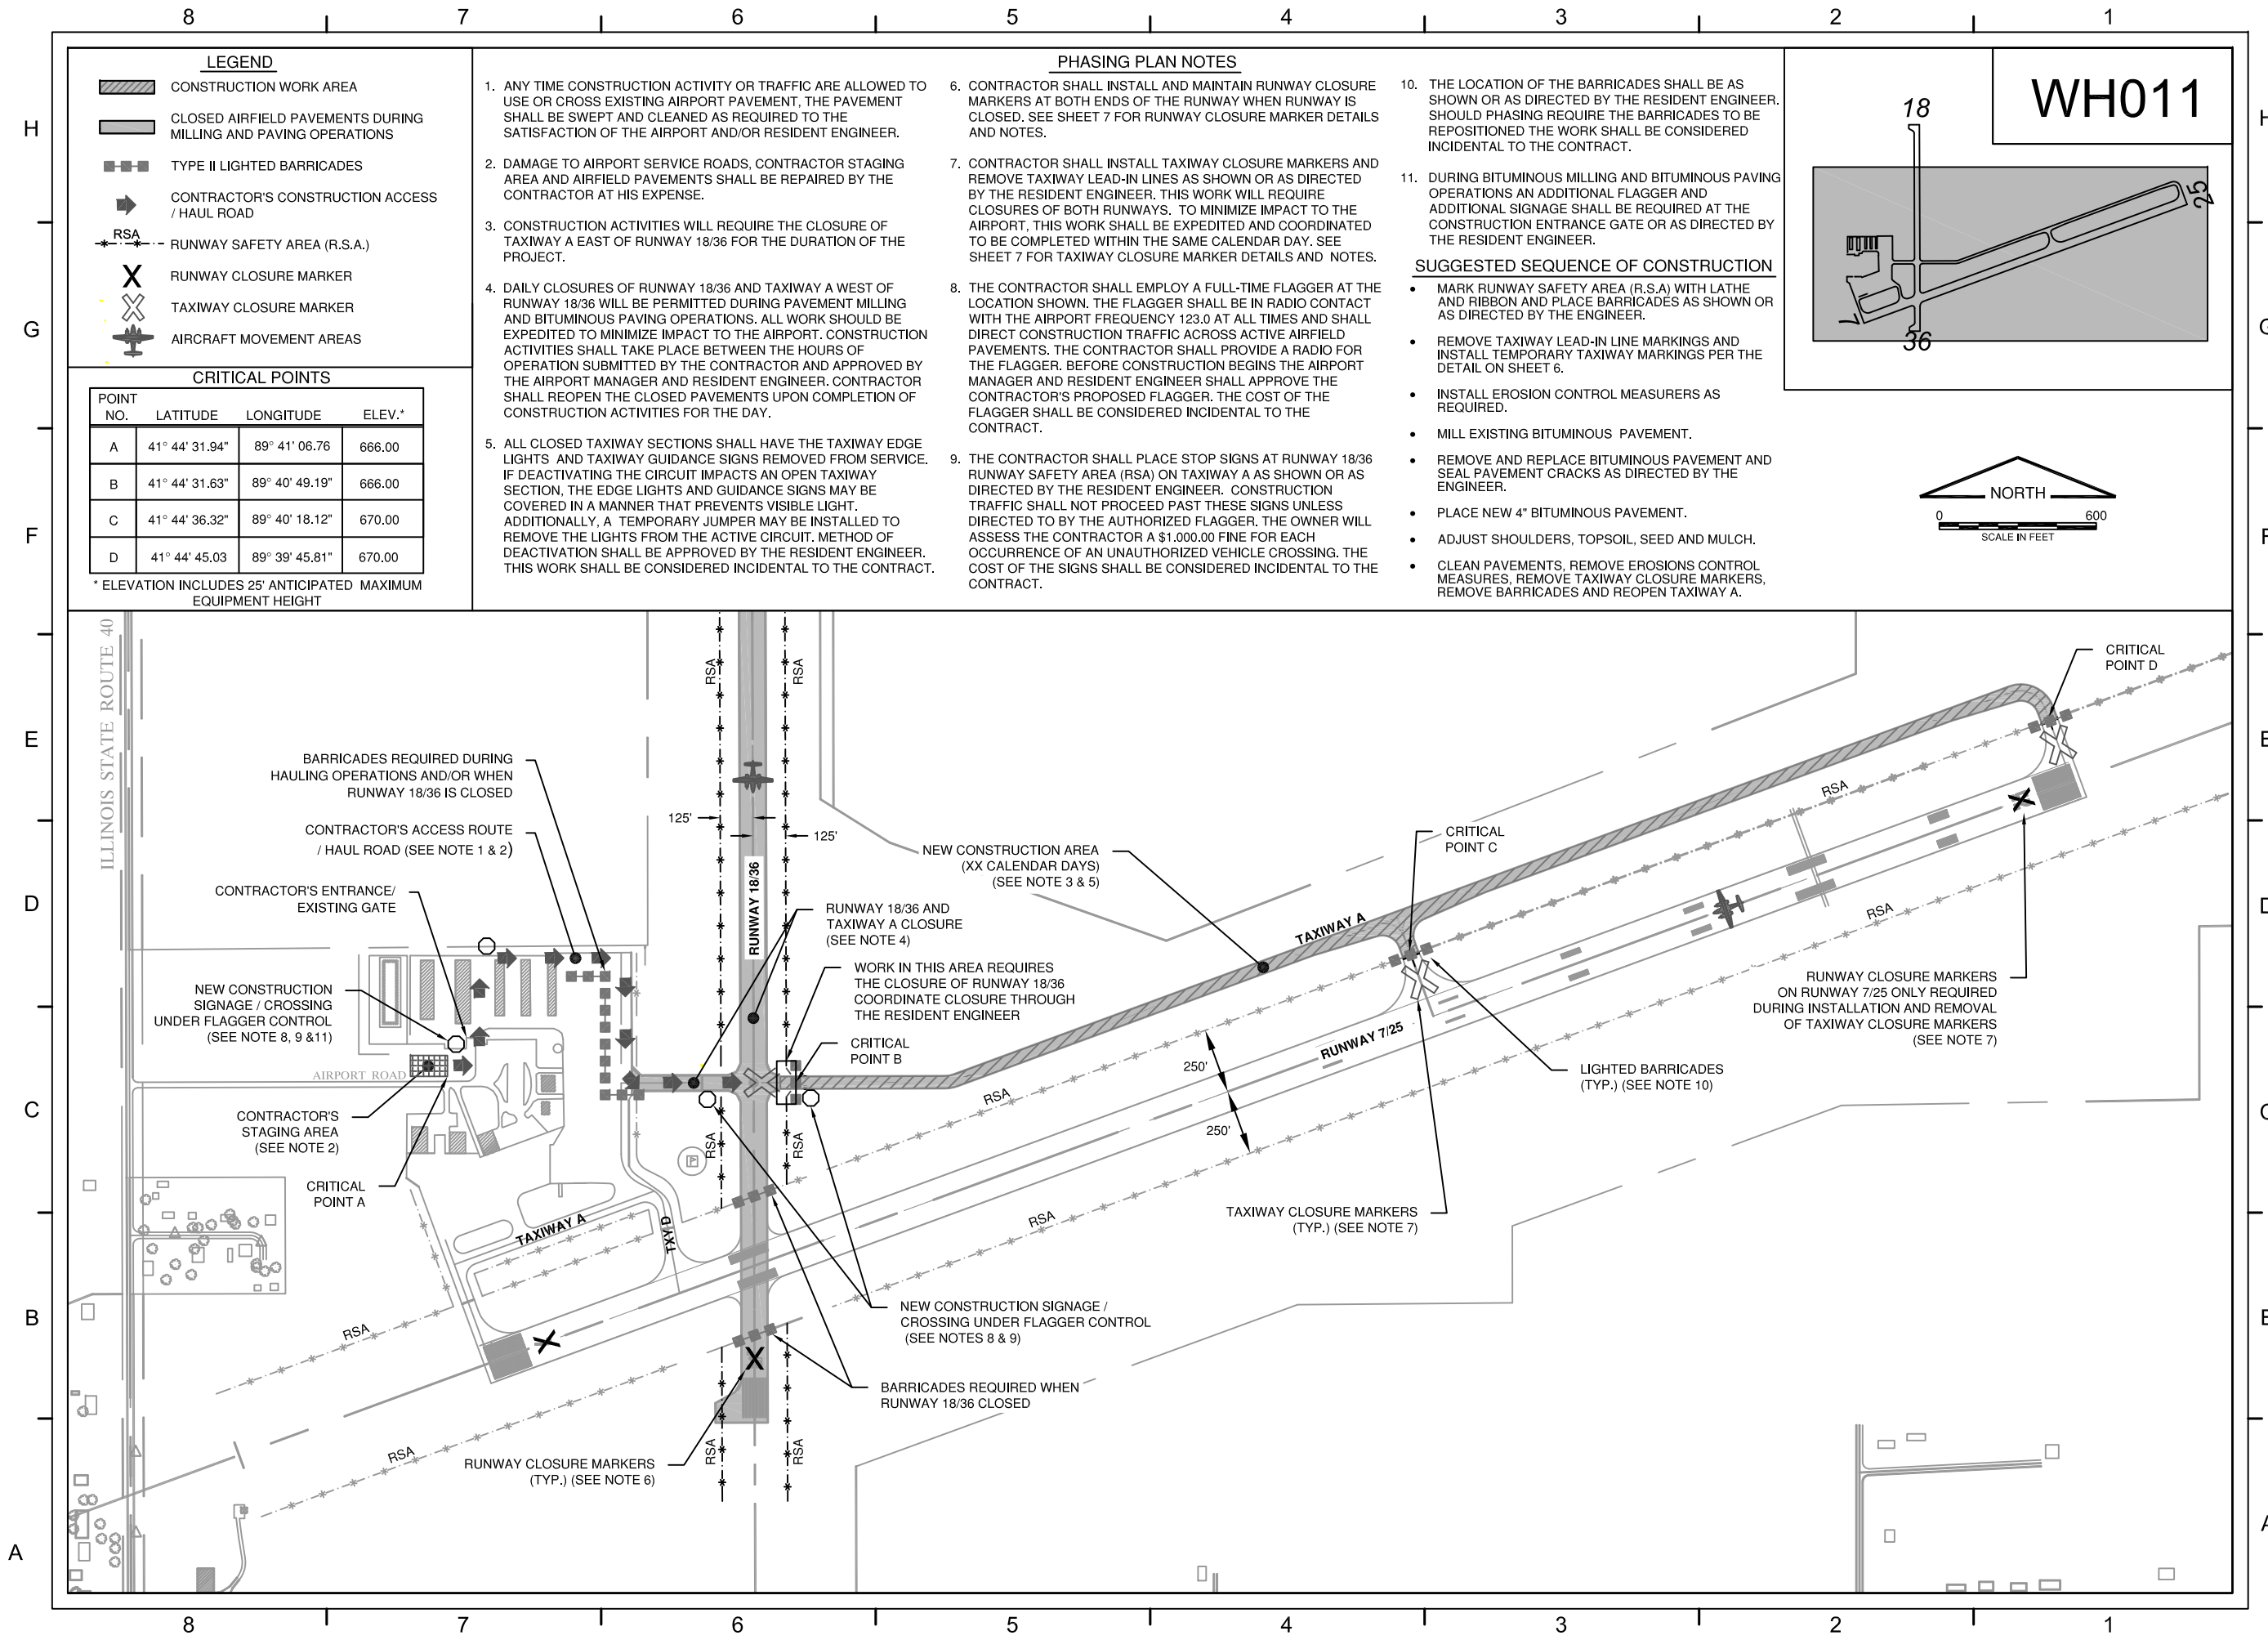 8 7 6 5 4 3 2 1
H
G
F
E
D
C
B
A
LEGEND
CONSTRUCTION WORK AREA
CLOSED AIRFIELD PAVEMENTS DURING
MILLING AND PAVING OPERATIONS
TYPE II LIGHTED BARRICADES
CONTRACTOR'S CONSTRUCTION ACCESS
/ HAUL ROAD
RSA
RUNWAY SAFETY AREA (R.S.A.)
X RUNWAY CLOSURE MARKER
TAXIWAY CLOSURE MARKER
AIRCRAFT MOVEMENT AREAS
CRITICAL POINTS
POINT
NO. LATITUDE LONGITUDE ELEV.*
A 41° 44' 31.94" 89° 41' 06.76 666.00
B 41° 44' 31.63" 89° 40' 49.19" 666.00
C 41° 44' 36.32" 89° 40' 18.12" 670.00
D 41° 44' 45.03 89° 39' 45.81" 670.00
* ELEVATION INCLUDES 25' ANTICIPATED MAXIMUM
EQUIPMENT HEIGHT
PHASING PLAN NOTES
1. ANY TIME CONSTRUCTION ACTIVITY OR TRAFFIC ARE ALLOWED TO
USE OR CROSS EXISTING AIRPORT PAVEMENT, THE PAVEMENT
SHALL BE SWEPT AND CLEANED AS REQUIRED TO THE
SATISFACTION OF THE AIRPORT AND/OR RESIDENT ENGINEER.
2. DAMAGE TO AIRPORT SERVICE ROADS, CONTRACTOR STAGING
AREA AND AIRFIELD PAVEMENTS SHALL BE REPAIRED BY THE
CONTRACTOR AT HIS EXPENSE.
3. CONSTRUCTION ACTIVITIES WILL REQUIRE THE CLOSURE OF
TAXIWAY A EAST OF RUNWAY 18/36 FOR THE DURATION OF THE
PROJECT.
4. DAILY CLOSURES OF RUNWAY 18/36 AND TAXIWAY A WEST OF
RUNWAY 18/36 WILL BE PERMITTED DURING PAVEMENT MILLING
AND BITUMINOUS PAVING OPERATIONS. ALL WORK SHOULD BE
EXPEDITED TO MINIMIZE IMPACT TO THE AIRPORT. CONSTRUCTION
ACTIVITIES SHALL TAKE PLACE BETWEEN THE HOURS OF
OPERATION SUBMITTED BY THE CONTRACTOR AND APPROVED BY
THE AIRPORT MANAGER AND RESIDENT ENGINEER. CONTRACTOR
SHALL REOPEN THE CLOSED PAVEMENTS UPON COMPLETION OF
CONSTRUCTION ACTIVITIES FOR THE DAY.
5. ALL CLOSED TAXIWAY SECTIONS SHALL HAVE THE TAXIWAY EDGE
LIGHTS AND TAXIWAY GUIDANCE SIGNS REMOVED FROM SERVICE.
IF DEACTIVATING THE CIRCUIT IMPACTS AN OPEN TAXIWAY
SECTION, THE EDGE LIGHTS AND GUIDANCE SIGNS MAY BE
COVERED IN A MANNER THAT PREVENTS VISIBLE LIGHT.
ADDITIONALLY, A TEMPORARY JUMPER MAY BE INSTALLED TO
REMOVE THE LIGHTS FROM THE ACTIVE CIRCUIT. METHOD OF
DEACTIVATION SHALL BE APPROVED BY THE RESIDENT ENGINEER.
THIS WORK SHALL BE CONSIDERED INCIDENTAL TO THE CONTRACT.
6. CONTRACTOR SHALL INSTALL AND MAINTAIN RUNWAY CLOSURE
MARKERS AT BOTH ENDS OF THE RUNWAY WHEN RUNWAY IS
CLOSED. SEE SHEET 7 FOR RUNWAY CLOSURE MARKER DETAILS
AND NOTES.
7. CONTRACTOR SHALL INSTALL TAXIWAY CLOSURE MARKERS AND
REMOVE TAXIWAY LEAD-IN LINES AS SHOWN OR AS DIRECTED
BY THE RESIDENT ENGINEER. THIS WORK WILL REQUIRE
CLOSURES OF BOTH RUNWAYS. TO MINIMIZE IMPACT TO THE
AIRPORT, THIS WORK SHALL BE EXPEDITED AND COORDINATED
TO BE COMPLETED WITHIN THE SAME CALENDAR DAY. SEE
SHEET 7 FOR TAXIWAY CLOSURE MARKER DETAILS AND NOTES.
8. THE CONTRACTOR SHALL EMPLOY A FULL-TIME FLAGGER AT THE
LOCATION SHOWN. THE FLAGGER SHALL BE IN RADIO CONTACT
WITH THE AIRPORT FREQUENCY 123.0 AT ALL TIMES AND SHALL
DIRECT CONSTRUCTION TRAFFIC ACROSS ACTIVE AIRFIELD
PAVEMENTS. THE CONTRACTOR SHALL PROVIDE A RADIO FOR
THE FLAGGER. BEFORE CONSTRUCTION BEGINS THE AIRPORT
MANAGER AND RESIDENT ENGINEER SHALL APPROVE THE
CONTRACTOR'S PROPOSED FLAGGER. THE COST OF THE
FLAGGER SHALL BE CONSIDERED INCIDENTAL TO THE
CONTRACT.
9. THE CONTRACTOR SHALL PLACE STOP SIGNS AT RUNWAY 18/36
RUNWAY SAFETY AREA (RSA) ON TAXIWAY A AS SHOWN OR AS
DIRECTED BY THE RESIDENT ENGINEER. CONSTRUCTION
TRAFFIC SHALL NOT PROCEED PAST THESE SIGNS UNLESS
DIRECTED TO BY THE AUTHORIZED FLAGGER. THE OWNER WILL
ASSESS THE CONTRACTOR A $1.000.00 FINE FOR EACH
OCCURRENCE OF AN UNAUTHORIZED VEHICLE CROSSING. THE
COST OF THE SIGNS SHALL BE CONSIDERED INCIDENTAL TO THE
CONTRACT.
10. THE LOCATION OF THE BARRICADES SHALL BE AS
SHOWN OR AS DIRECTED BY THE RESIDENT ENGINEER.
SHOULD PHASING REQUIRE THE BARRICADES TO BE
REPOSITIONED THE WORK SHALL BE CONSIDERED
INCIDENTAL TO THE CONTRACT.
11. DURING BITUMINOUS MILLING AND BITUMINOUS PAVING
OPERATIONS AN ADDITIONAL FLAGGER AND
ADDITIONAL SIGNAGE SHALL BE REQUIRED AT THE
CONSTRUCTION ENTRANCE GATE OR AS DIRECTED BY
THE RESIDENT ENGINEER.
SUGGESTED SEQUENCE OF CONSTRUCTION
• MARK RUNWAY SAFETY AREA (R.S.A) WITH LATHE
AND RIBBON AND PLACE BARRICADES AS SHOWN OR
AS DIRECTED BY THE ENGINEER.
• REMOVE TAXIWAY LEAD-IN LINE MARKINGS AND
INSTALL TEMPORARY TAXIWAY MARKINGS PER THE
DETAIL ON SHEET 6.
• INSTALL EROSION CONTROL MEASURERS AS
REQUIRED.
• MILL EXISTING BITUMINOUS PAVEMENT.
• REMOVE AND REPLACE BITUMINOUS PAVEMENT AND
SEAL PAVEMENT CRACKS AS DIRECTED BY THE
ENGINEER.
• PLACE NEW 4" BITUMINOUS PAVEMENT.
• ADJUST SHOULDERS, TOPSOIL, SEED AND MULCH.
• CLEAN PAVEMENTS, REMOVE EROSIONS CONTROL
MEASURES, REMOVE TAXIWAY CLOSURE MARKERS,
REMOVE BARRICADES AND REOPEN TAXIWAY A.
WH011
18
25
7
36
NORTH
0 600
SCALE IN FEET
ILLINOIS STATE ROUTE 40
BARRICADES REQUIRED DURING
HAULING OPERATIONS AND/OR WHEN
RUNWAY 18/36 IS CLOSED
CONTRACTOR'S ACCESS ROUTE
/ HAUL ROAD (SEE NOTE 1 & 2)
CONTRACTOR'S ENTRANCE/
EXISTING GATE
NEW CONSTRUCTION
SIGNAGE / CROSSING
UNDER FLAGGER CONTROL
(SEE NOTE 8, 9 &11)
AIRPORT ROAD
CONTRACTOR'S
STAGING AREA
(SEE NOTE 2)
CRITICAL
POINT A
RSA
RSA
125'
125'
RUNWAY 18/36
RUNWAY 18/36 AND
TAXIWAY A CLOSURE
(SEE NOTE 4)
WORK IN THIS AREA REQUIRES
THE CLOSURE OF RUNWAY 18/36
COORDINATE CLOSURE THROUGH
THE RESIDENT ENGINEER
CRITICAL
POINT B
NEW CONSTRUCTION AREA
(XX CALENDAR DAYS)
(SEE NOTE 3 & 5)
TAXIWAY A
CRITICAL
POINT C
CRITICAL
POINT D
RSA
RSA
RUNWAY CLOSURE MARKERS
ON RUNWAY 7/25 ONLY REQUIRED
DURING INSTALLATION AND REMOVAL
OF TAXIWAY CLOSURE MARKERS
(SEE NOTE 7)
LIGHTED BARRICADES
(TYP.) (SEE NOTE 10)
RUNWAY 7/25
250'
250'
RSA
RSA
RSA
RSA
TAXIWAY CLOSURE MARKERS
(TYP.) (SEE NOTE 7)
TAXIWAY A
TXY D
NEW CONSTRUCTION SIGNAGE /
CROSSING UNDER FLAGGER CONTROL
(SEE NOTES 8 & 9)
BARRICADES REQUIRED WHEN
RUNWAY 18/36 CLOSED
RSA
RSA
RSA
RSA
RUNWAY CLOSURE MARKERS
(TYP.) (SEE NOTE 6)
8 7 6 5 4 3 2 1